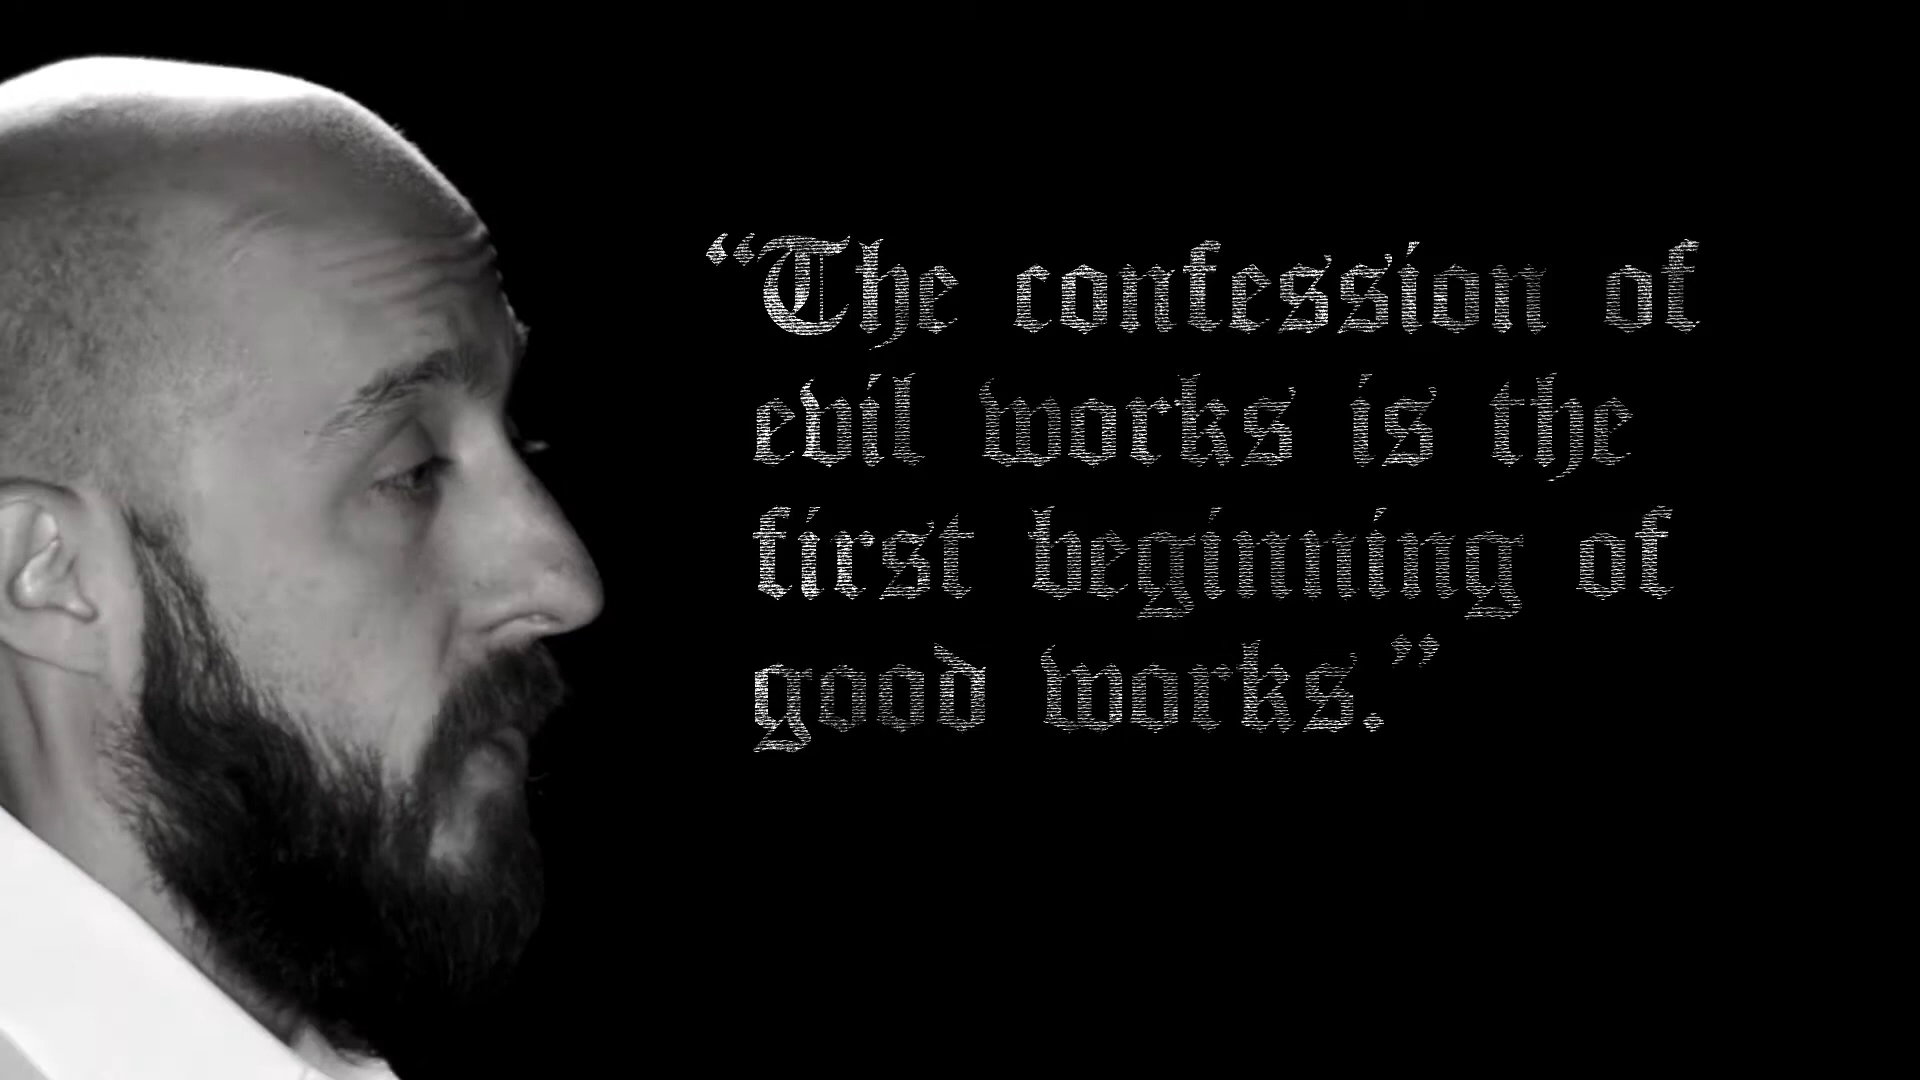 “The confession of
evil works is the
first beginning of
good works.”